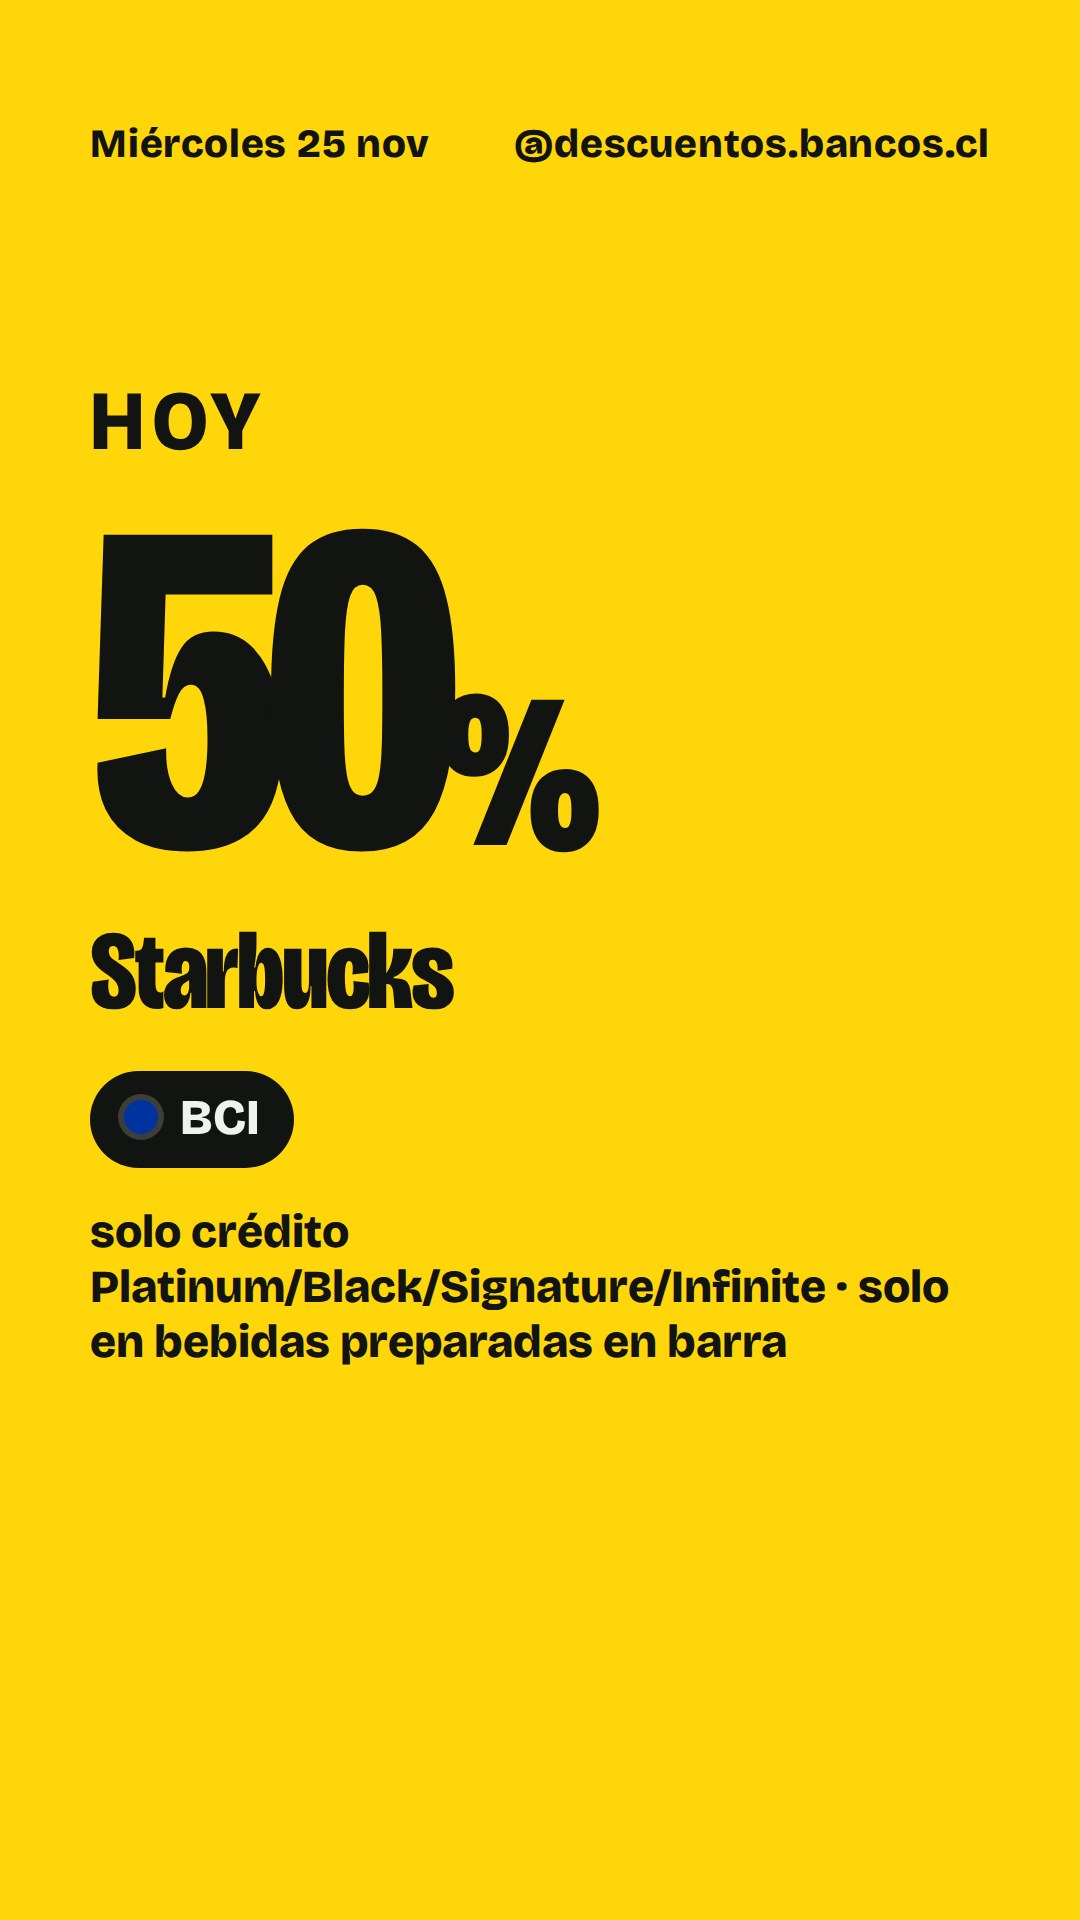 Miércoles 25 nov
@descuentos.bancos.cl
HOY
50%
Starbucks
BCI
solo crédito
Platinum/Black/Signature/Infinite · solo
en bebidas preparadas en barra